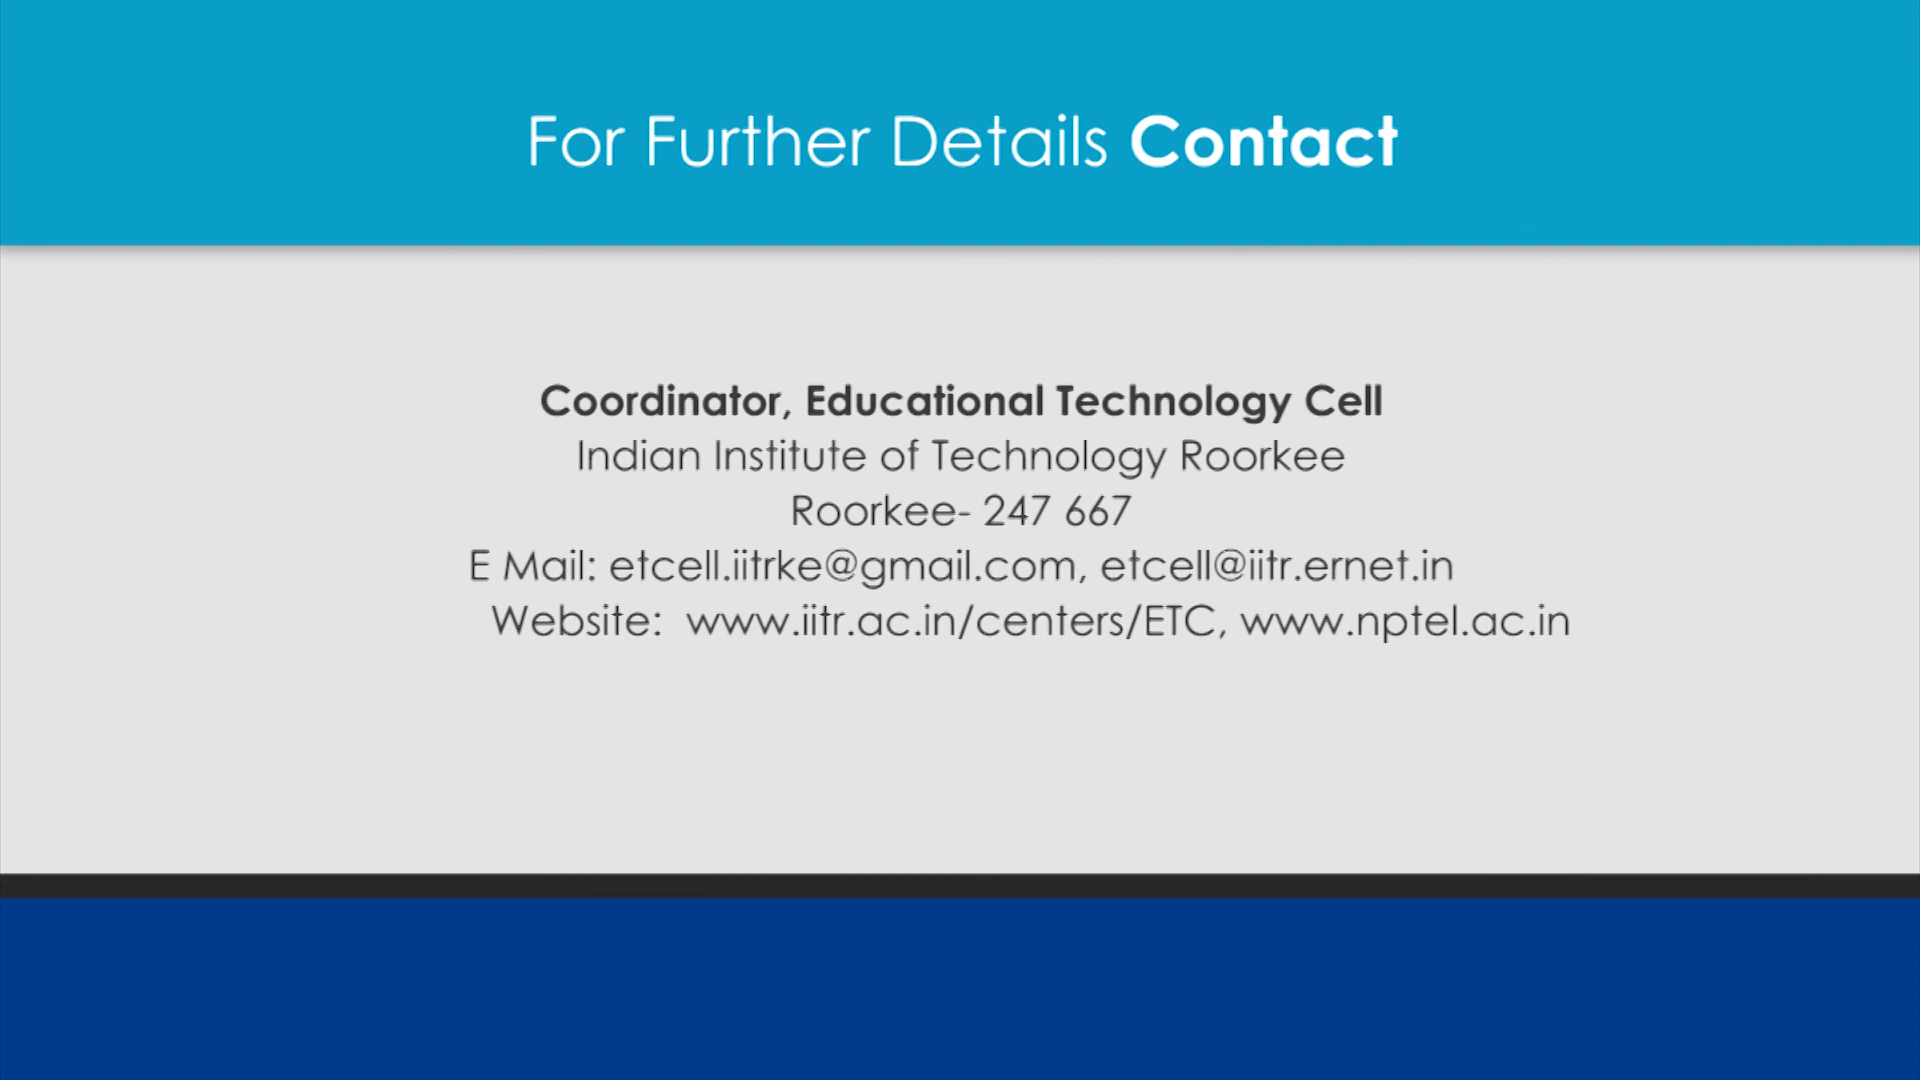 For Further Details Contact
Coordinator, Educational Technology Cell
Indian Institute of Technology Roorkee
Roorkee- 247 667
E Mail: etcell.iitrke@gmail.com, etcell@iitr.ernet.in
Website: www.iitr.ac.in/centers/ETC, www.nptel.ac.in